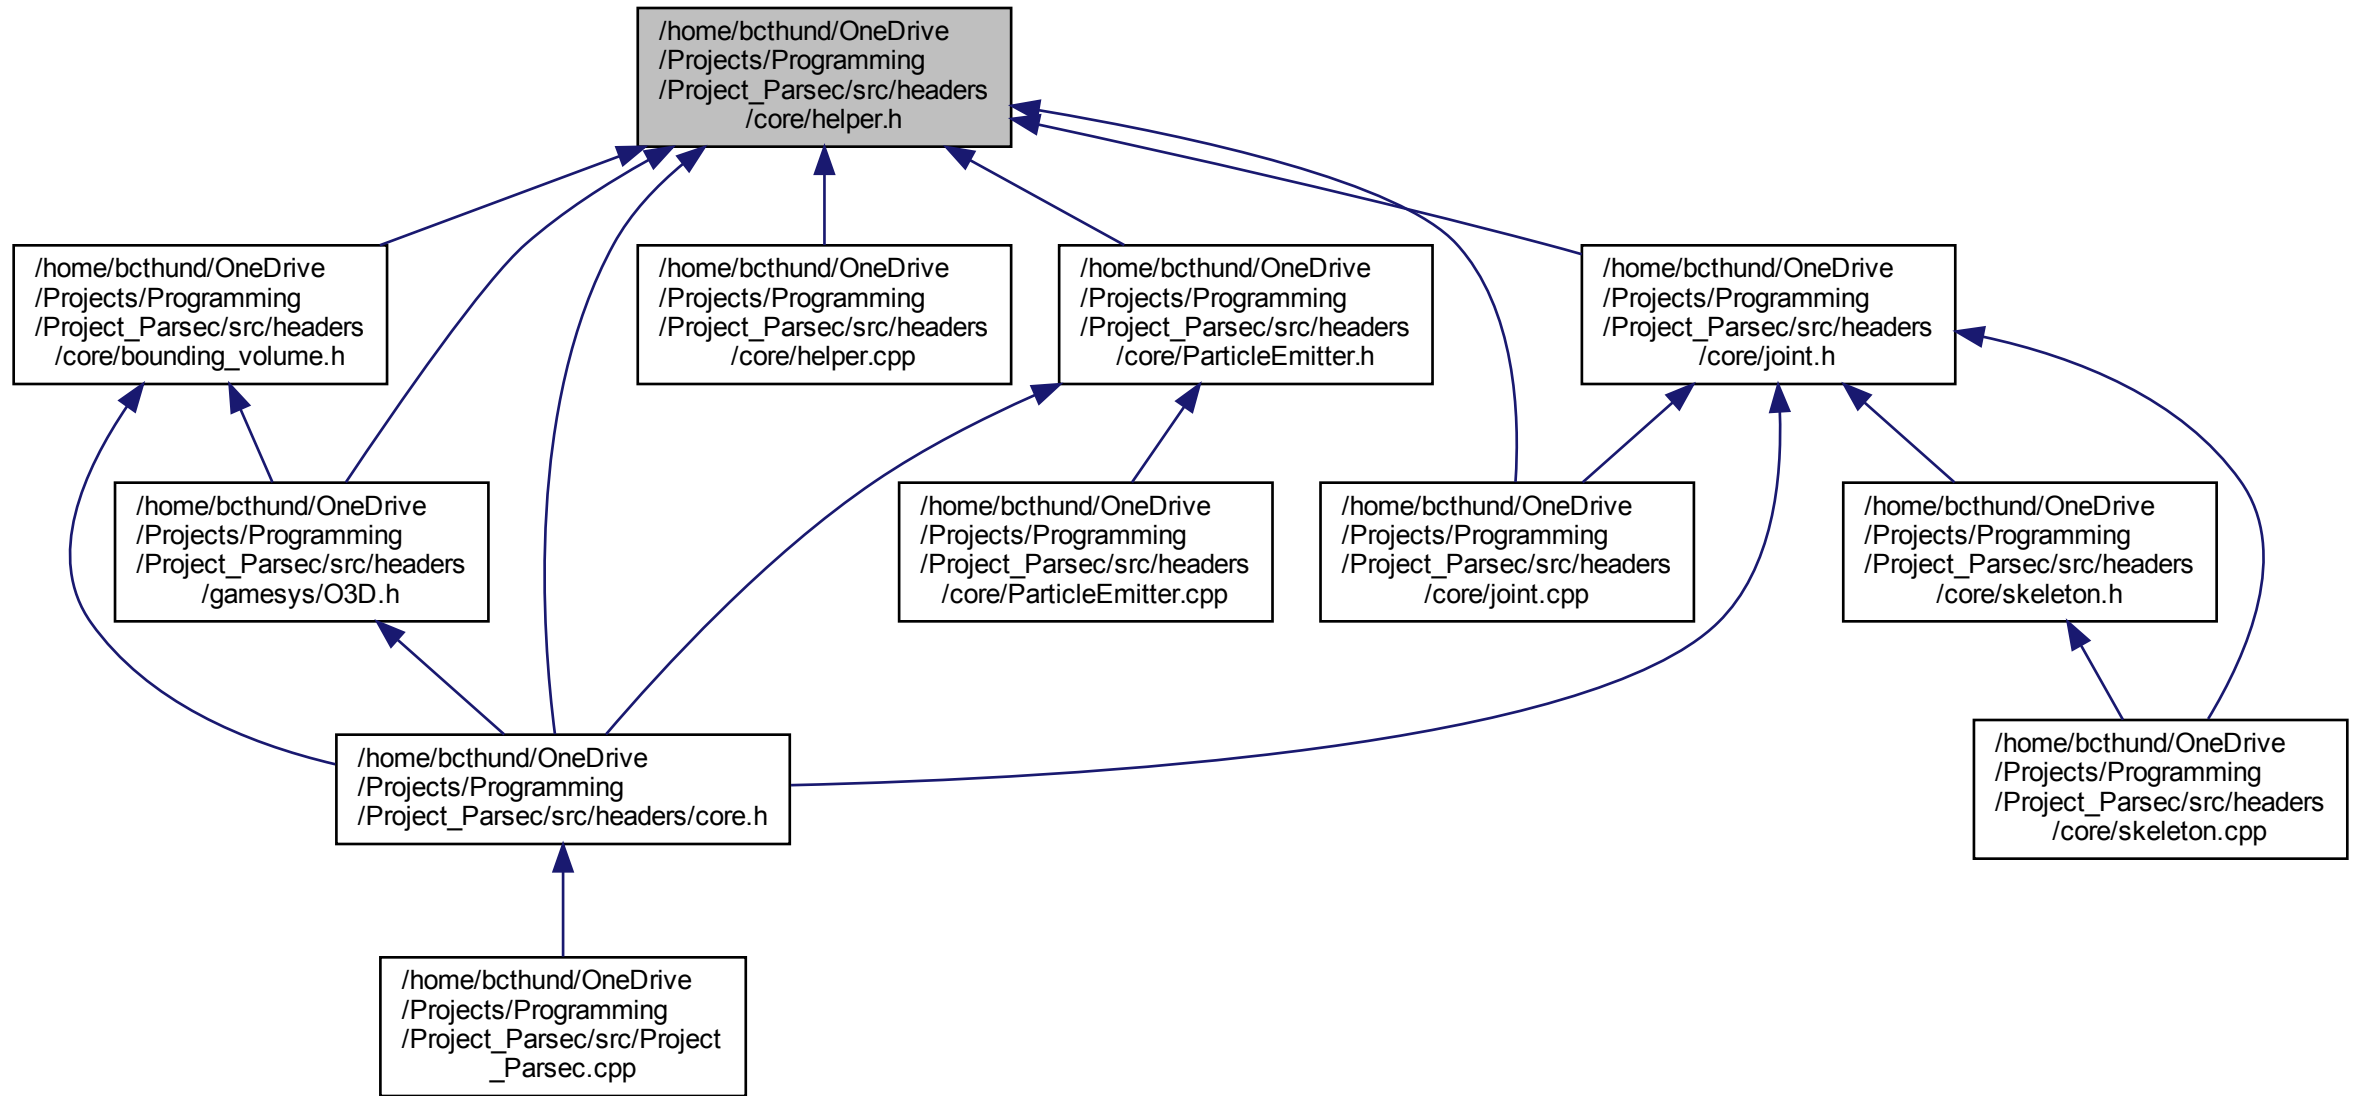 /home/bcthund/OneDrive
/Projects/Programming
/Project_Parsec/src/headers
/core/helper.h
/home/bcthund/OneDrive
/Projects/Programming
/Project_Parsec/src/headers
/core/bounding_volume.h
/home/bcthund/OneDrive
/Projects/Programming
/Project_Parsec/src/headers
/core/helper.cpp
/home/bcthund/OneDrive
/Projects/Programming
/Project_Parsec/src/headers
/core/ParticleEmitter.h
/home/bcthund/OneDrive
/Projects/Programming
/Project_Parsec/src/headers
/core/joint.h
/home/bcthund/OneDrive
/Projects/Programming
/Project_Parsec/src/headers
/gamesys/O3D.h
/home/bcthund/OneDrive
/Projects/Programming
/Project_Parsec/src/headers
/core/ParticleEmitter.cpp
/home/bcthund/OneDrive
/Projects/Programming
/Project_Parsec/src/headers
/core/joint.cpp
/home/bcthund/OneDrive
/Projects/Programming
/Project_Parsec/src/headers
/core/skeleton.h
/home/bcthund/OneDrive
/Projects/Programming
/Project_Parsec/src/headers/core.h
/home/bcthund/OneDrive
/Projects/Programming
/Project_Parsec/src/headers
/core/skeleton.cpp
/home/bcthund/OneDrive
/Projects/Programming
/Project_Parsec/src/Project
_Parsec.cpp